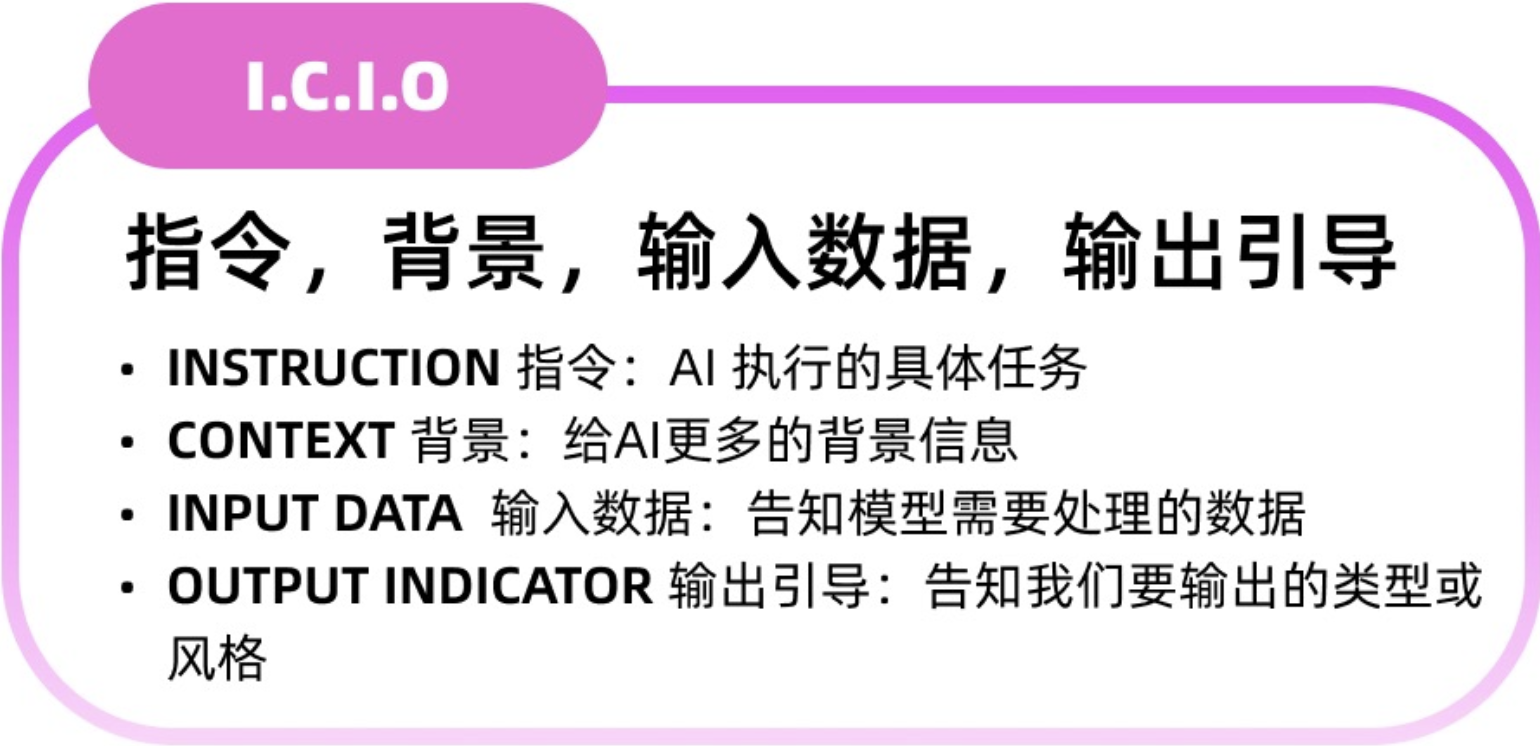 I.C.I.O
指令，背景，输入数据，输出引导
• INSTRUCTION 指令：AI 执行的具体任务
• CONTEXT 背景：给AI更多的背景信息
• INPUT DATA 输入数据：告知模型需要处理的数据
• OUTPUT INDICATOR 输出引导：告知我们要输出的类型或
风格